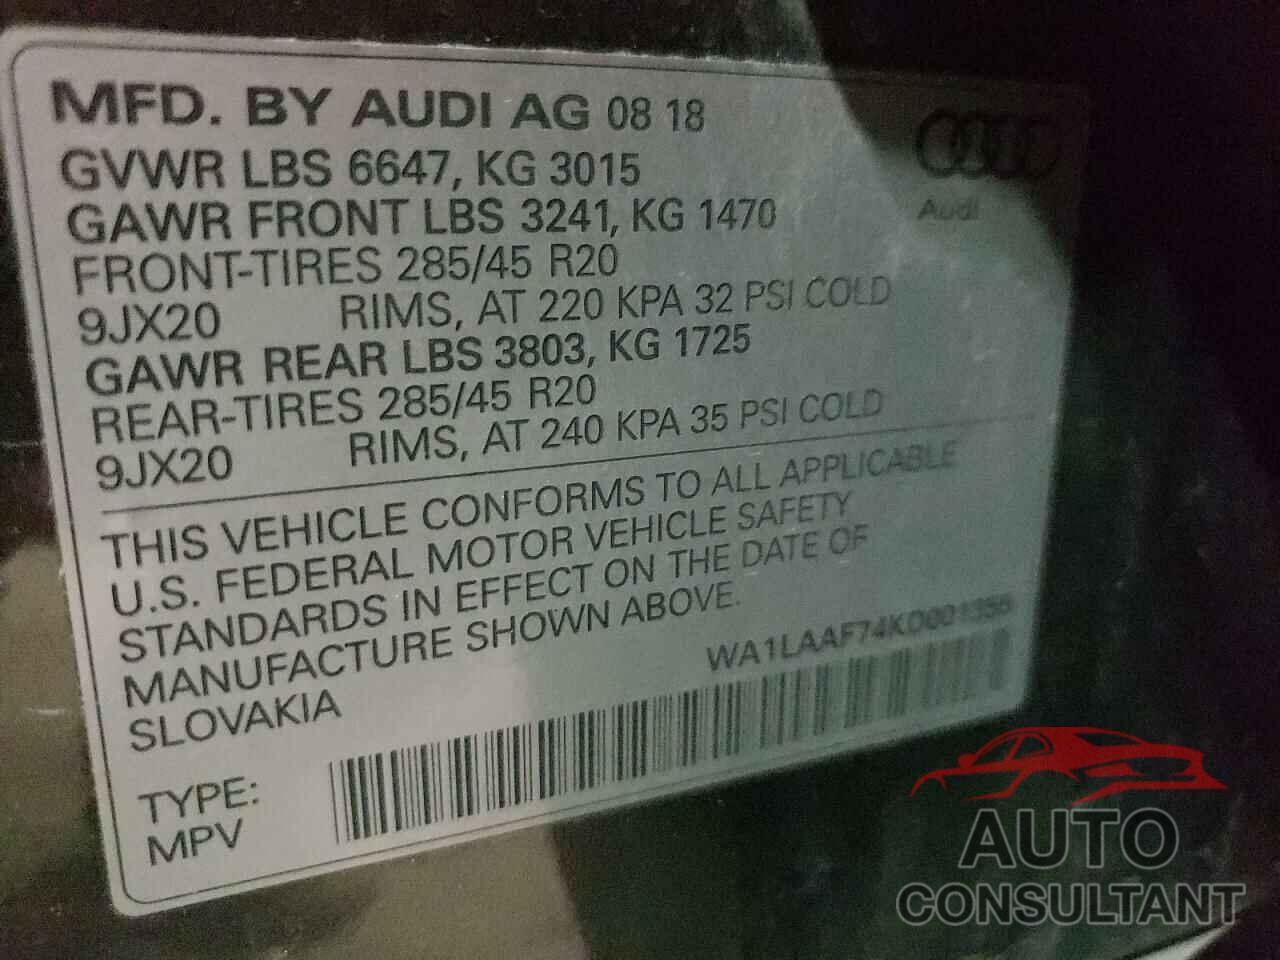 MFD. BY AUDI AG 08 18
GVWR LBS 6647, KG 3015
GAWR FRONT LBS 3241, KG 1470
FRONT-TIRES 285/45 R20
9JX20 RIMS, AT 220 KPA 32 PSI COLD
GAWR REAR LBS 3803, KG 1725
REAR-TIRES 285/45 R20
9JX20 RIMS, AT 240 KPA 35 PSI COLD
Audi
THIS VEHICLE CONFORMS TO ALL APPLICABLE
U.S. FEDERAL MOTOR VEHICLE SAFETY
STANDARDS IN EFFECT ON THE DATE OF
MANUFACTURE SHOWN ABOVE.
SLOVAKIA
TYPE:
MPV
AUTO
CONSULTANT